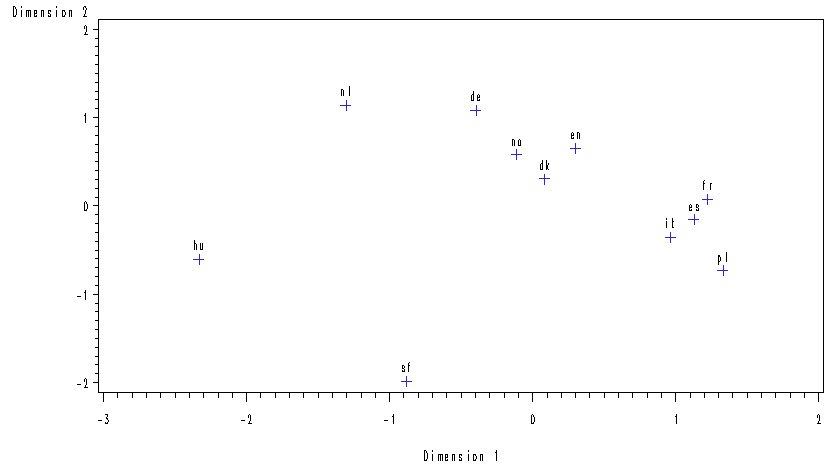 Dimension 2
2
nl
de
1
no
en
dk
fr
0
es
it
hu
pl
-1
sf
-2
-3 -2 -1 0 1 2
Dimension 1